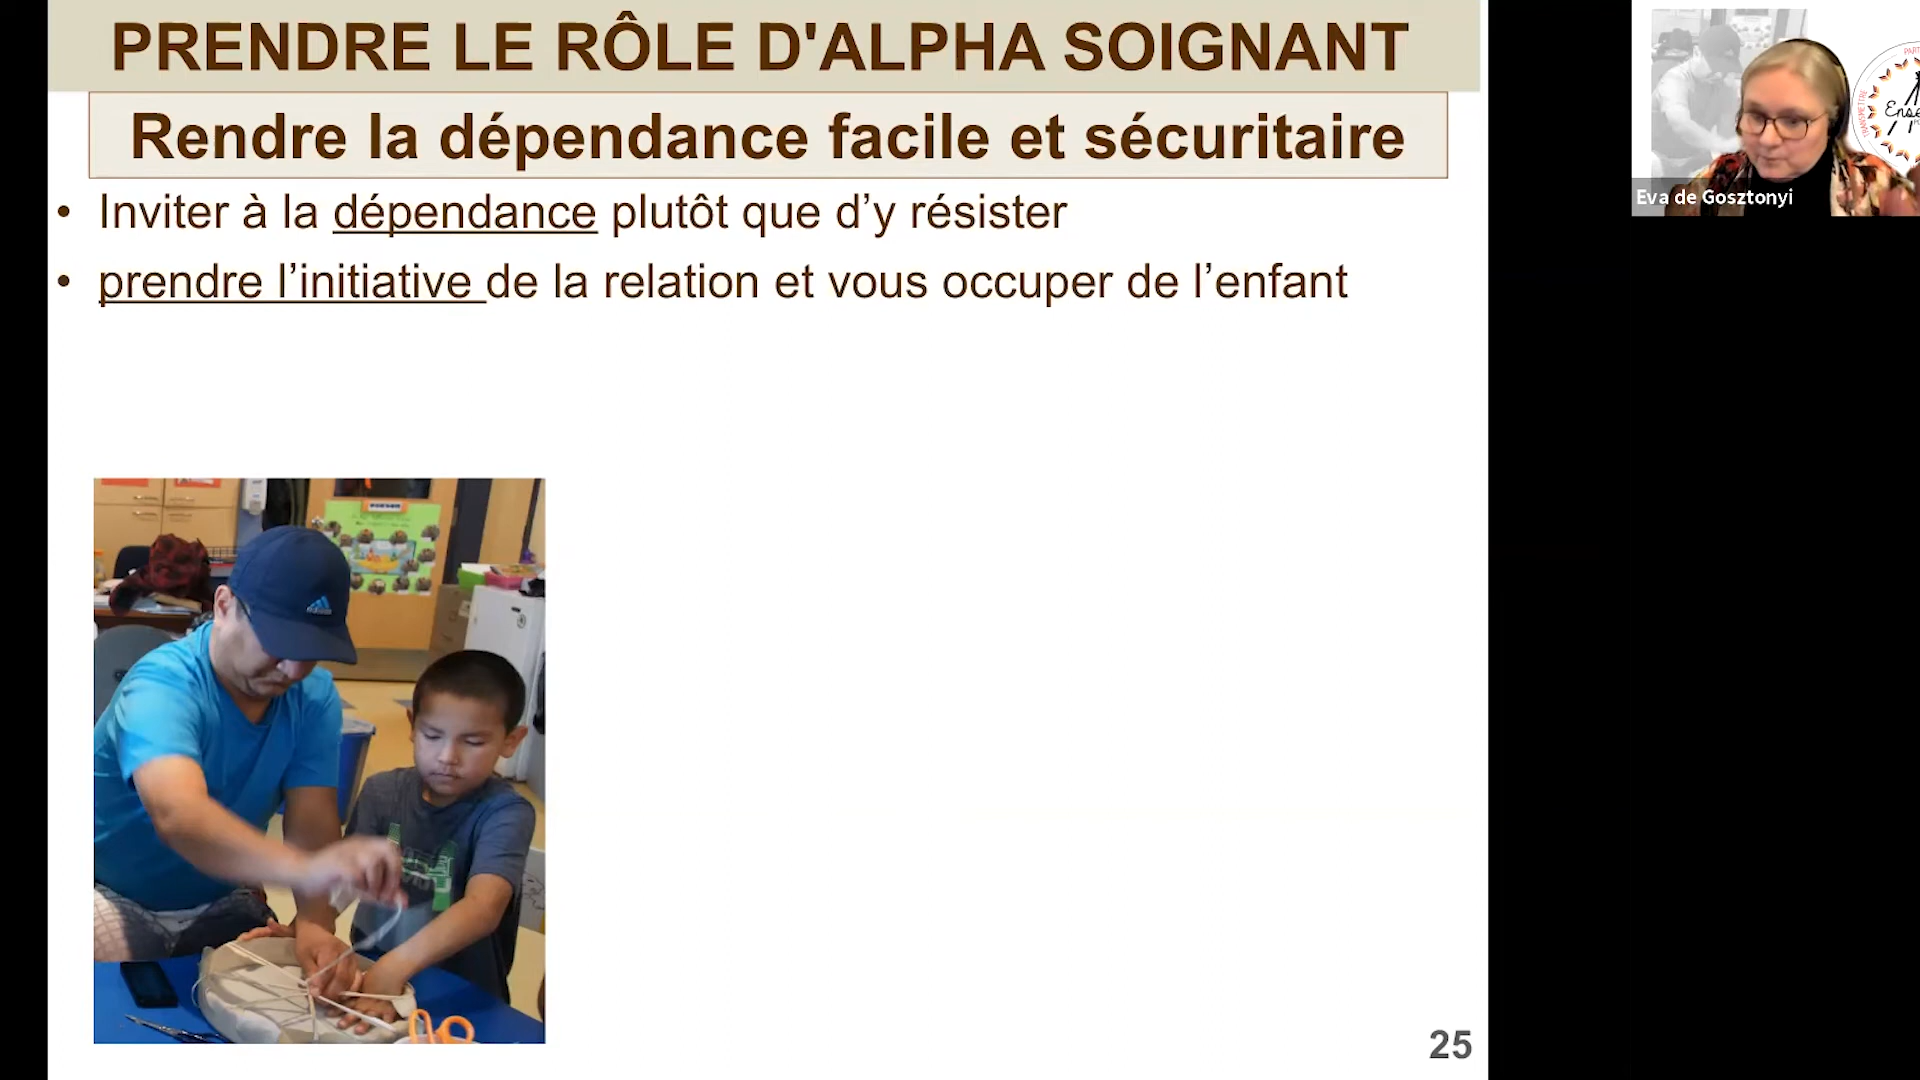 PRENDRE LE RÔLE D'ALPHA SOIGNANT
Rendre la dépendance facile et sécuritaire
• Inviter à la dépendance plutôt que d’y résister
• prendre l’initiative de la relation et vous occuper de l’enfant
25
Eva de Gosztonyi